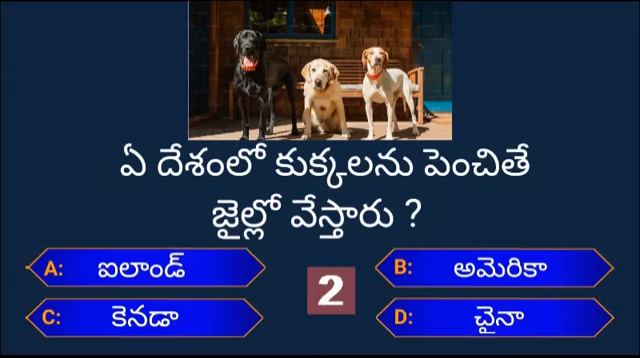 ఏ దేశంలో కుక్కలను పెంచితే
జైల్లో వేస్తారు ?
A: ఐలాండ్
B: అమెరికా
2
C: కెనడా
D: చైనా